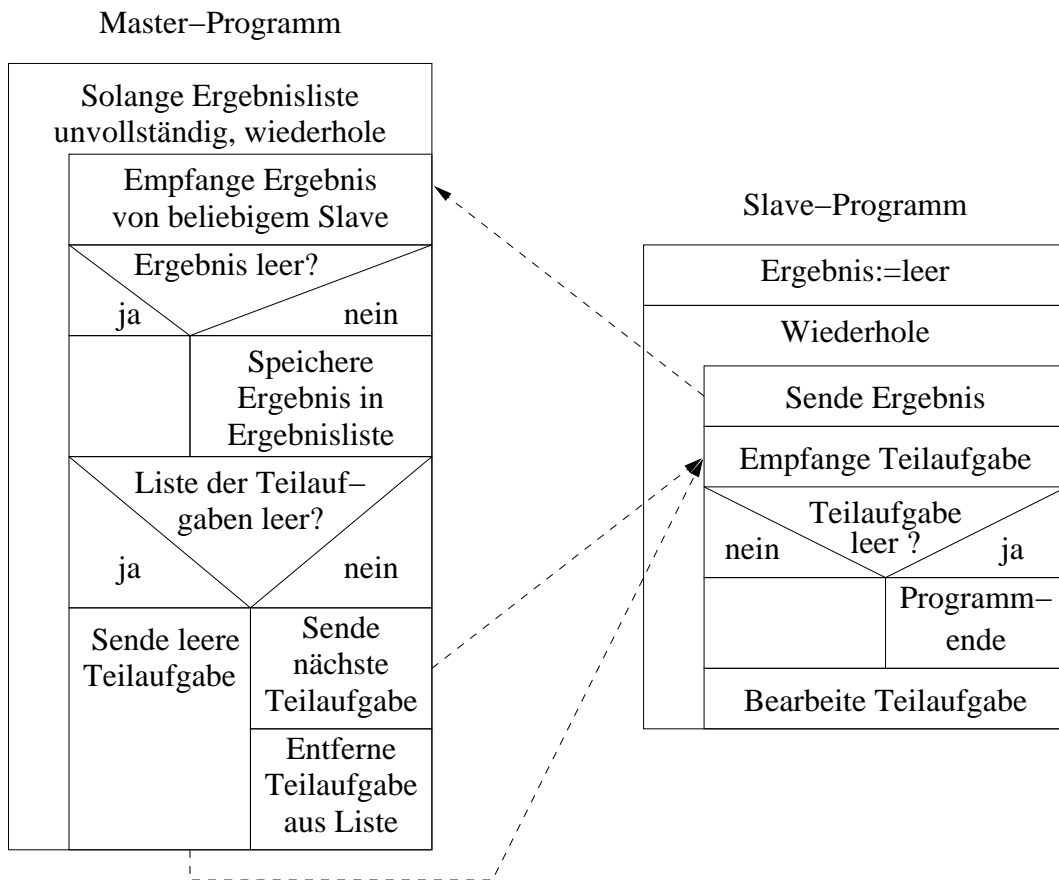 Master–Programm
Solange Ergebnisliste
unvollständig, wiederhole
Empfange Ergebnis
von beliebigem Slave
Ergebnis leer?
ja
nein
Speichere
Ergebnis in
Ergebnisliste
Liste der Teilauf–
gaben leer?
ja
nein
Sende leere
Teilaufgabe
Sende
nächste
Teilaufgabe
Entferne
Teilaufgabe
aus Liste
Slave–Programm
Ergebnis:=leer
Wiederhole
Sende Ergebnis
Empfange Teilaufgabe
Teilaufgabe
leer ?
nein
ja
Programm–
ende
Bearbeite Teilaufgabe